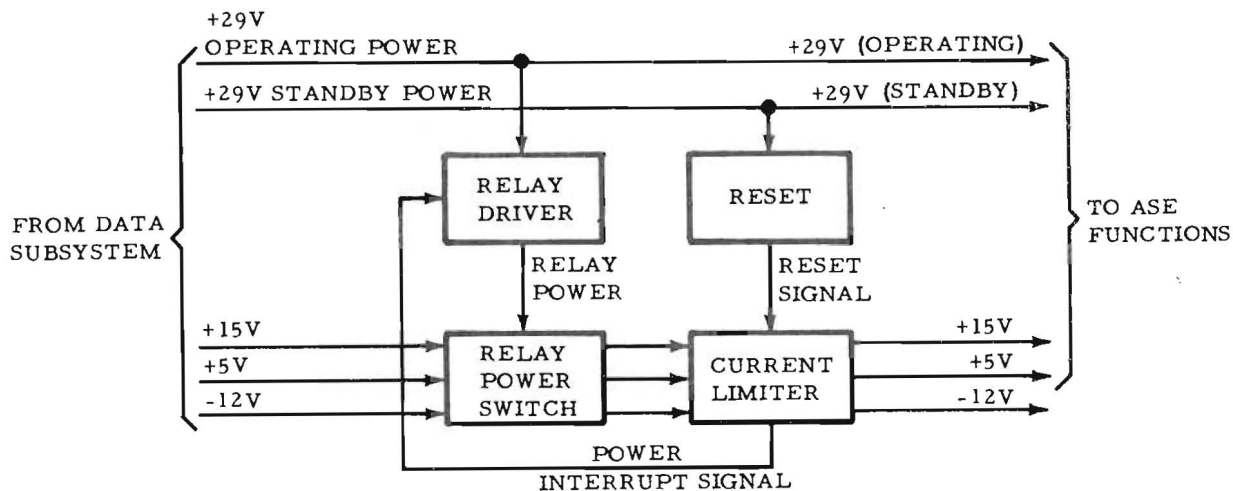 +29V
OPERATING POWER
+29V (OPERATING)
+29V STANDBY POWER
+29V (STANDBY)
RELAY
DRIVER
RESET
FROM DATA
SUBSYSTEM
TO ASE
FUNCTIONS
RELAY
POWER
RESET
SIGNAL
+15V
+5V
-12V
RELAY
POWER
SWITCH
CURRENT
LIMITER
+15V
+5V
-12V
POWER
INTERRUPT SIGNAL